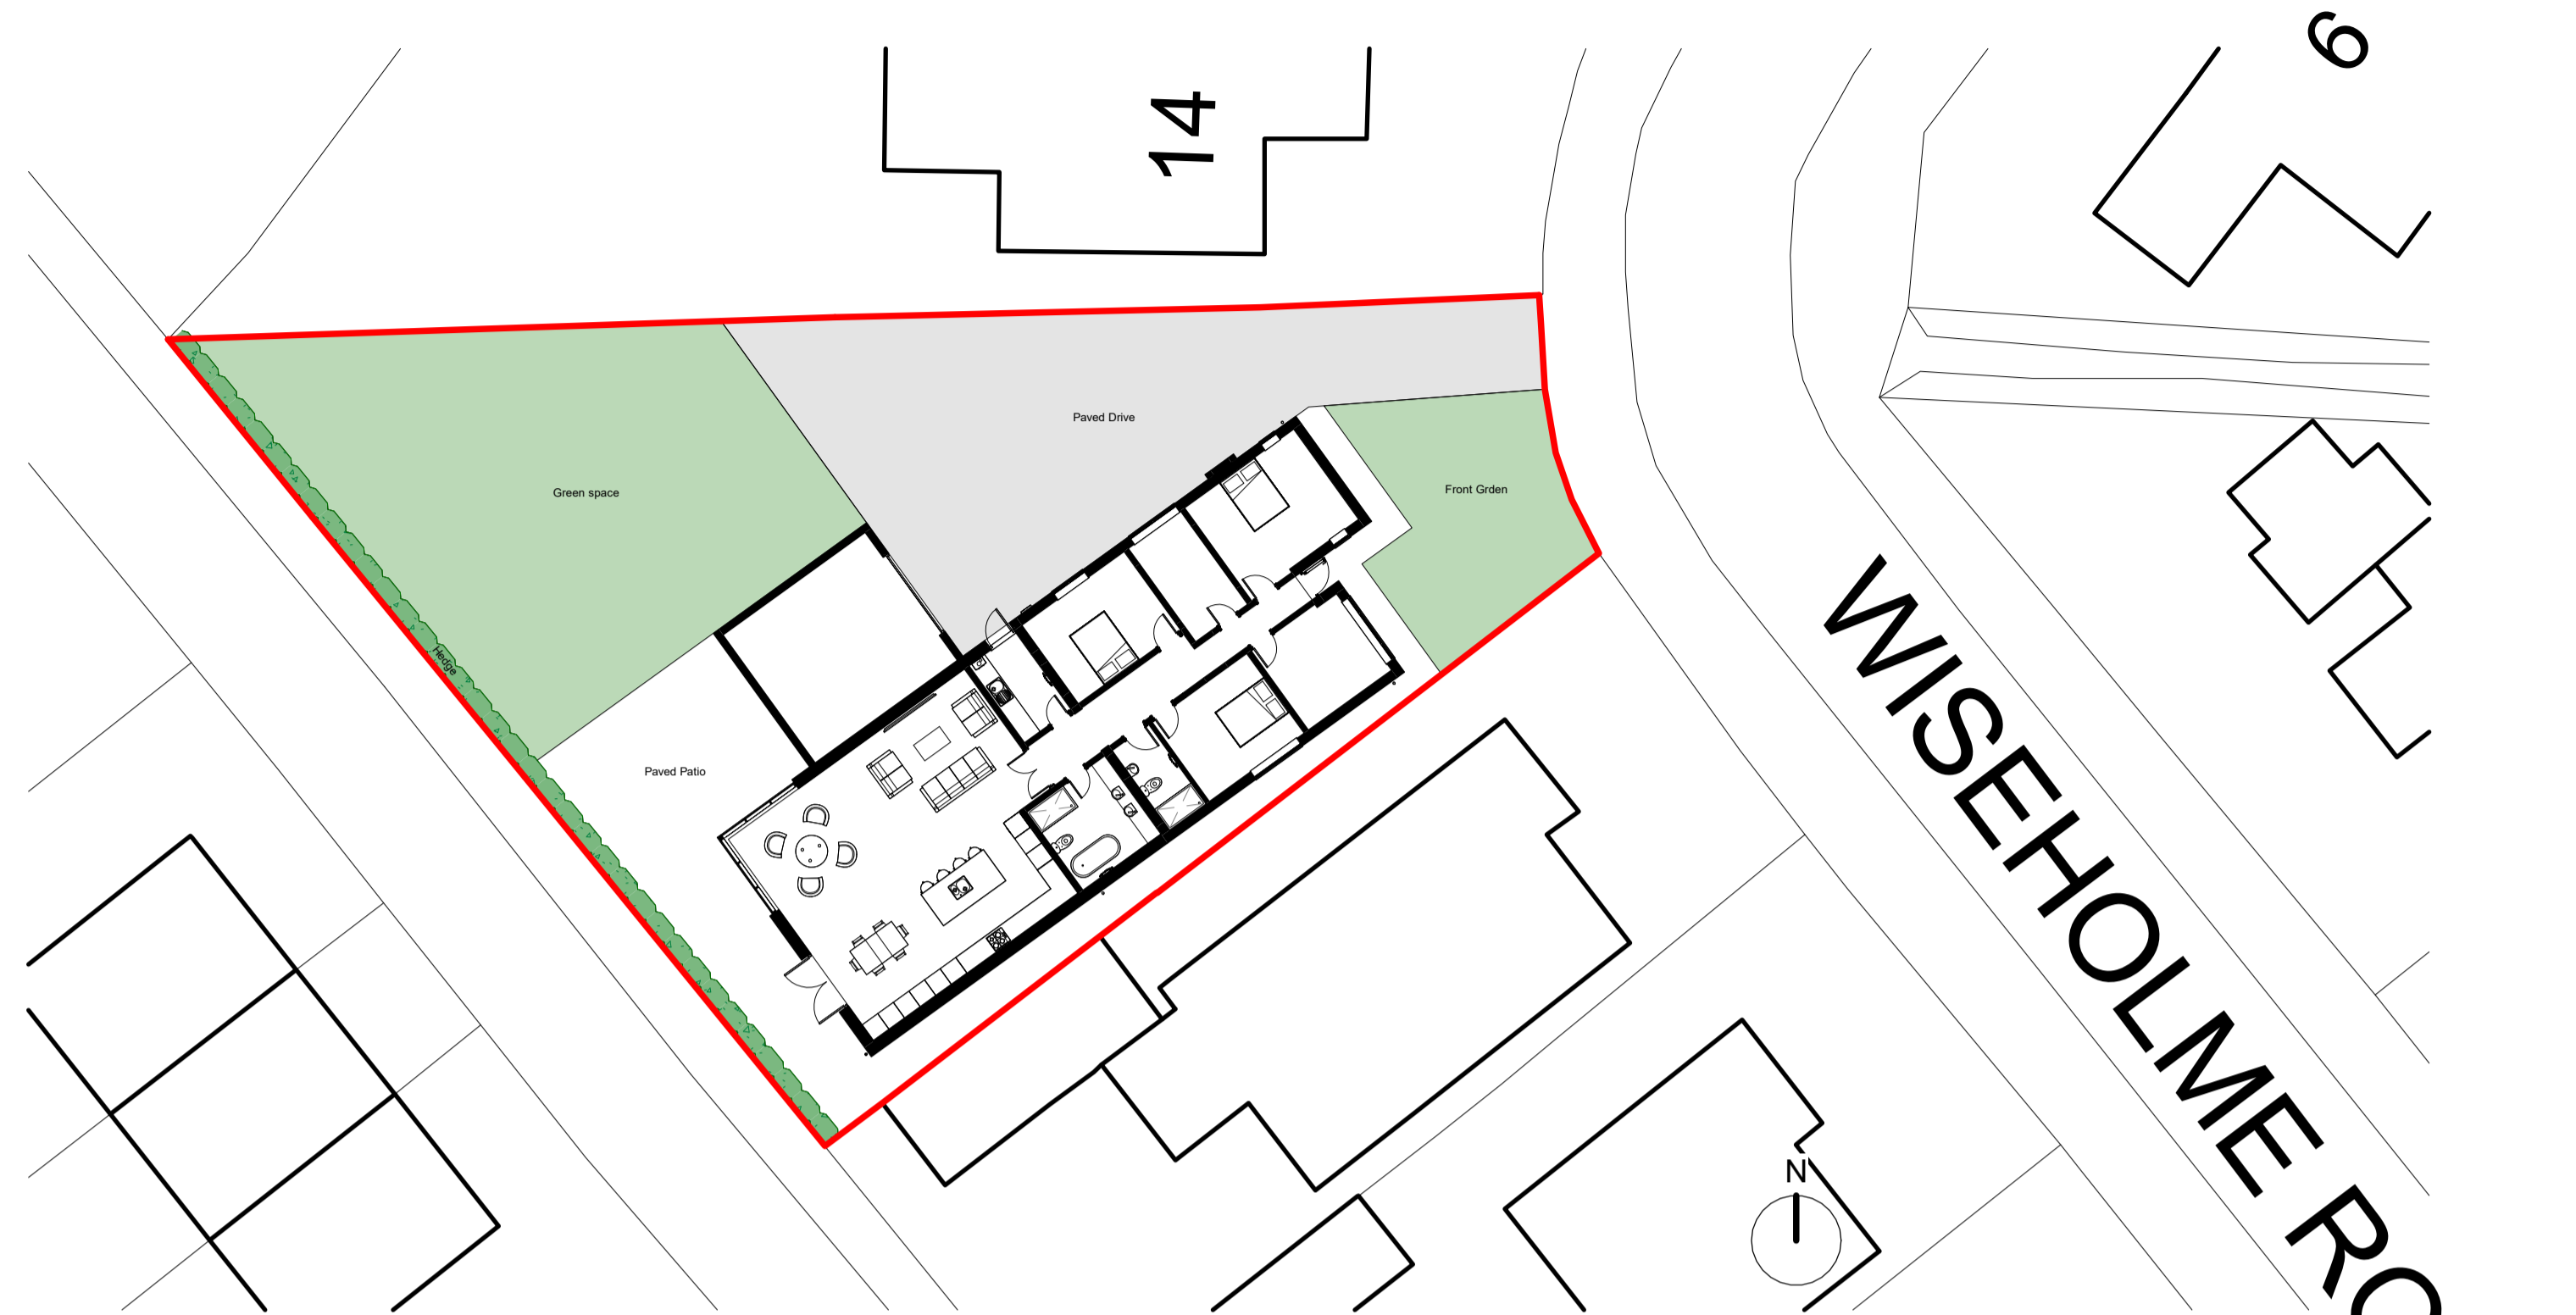 6
14
Paved Drive
Green space
Front Grden
Hedge
Paved Patio
WISEHOLME RO
N